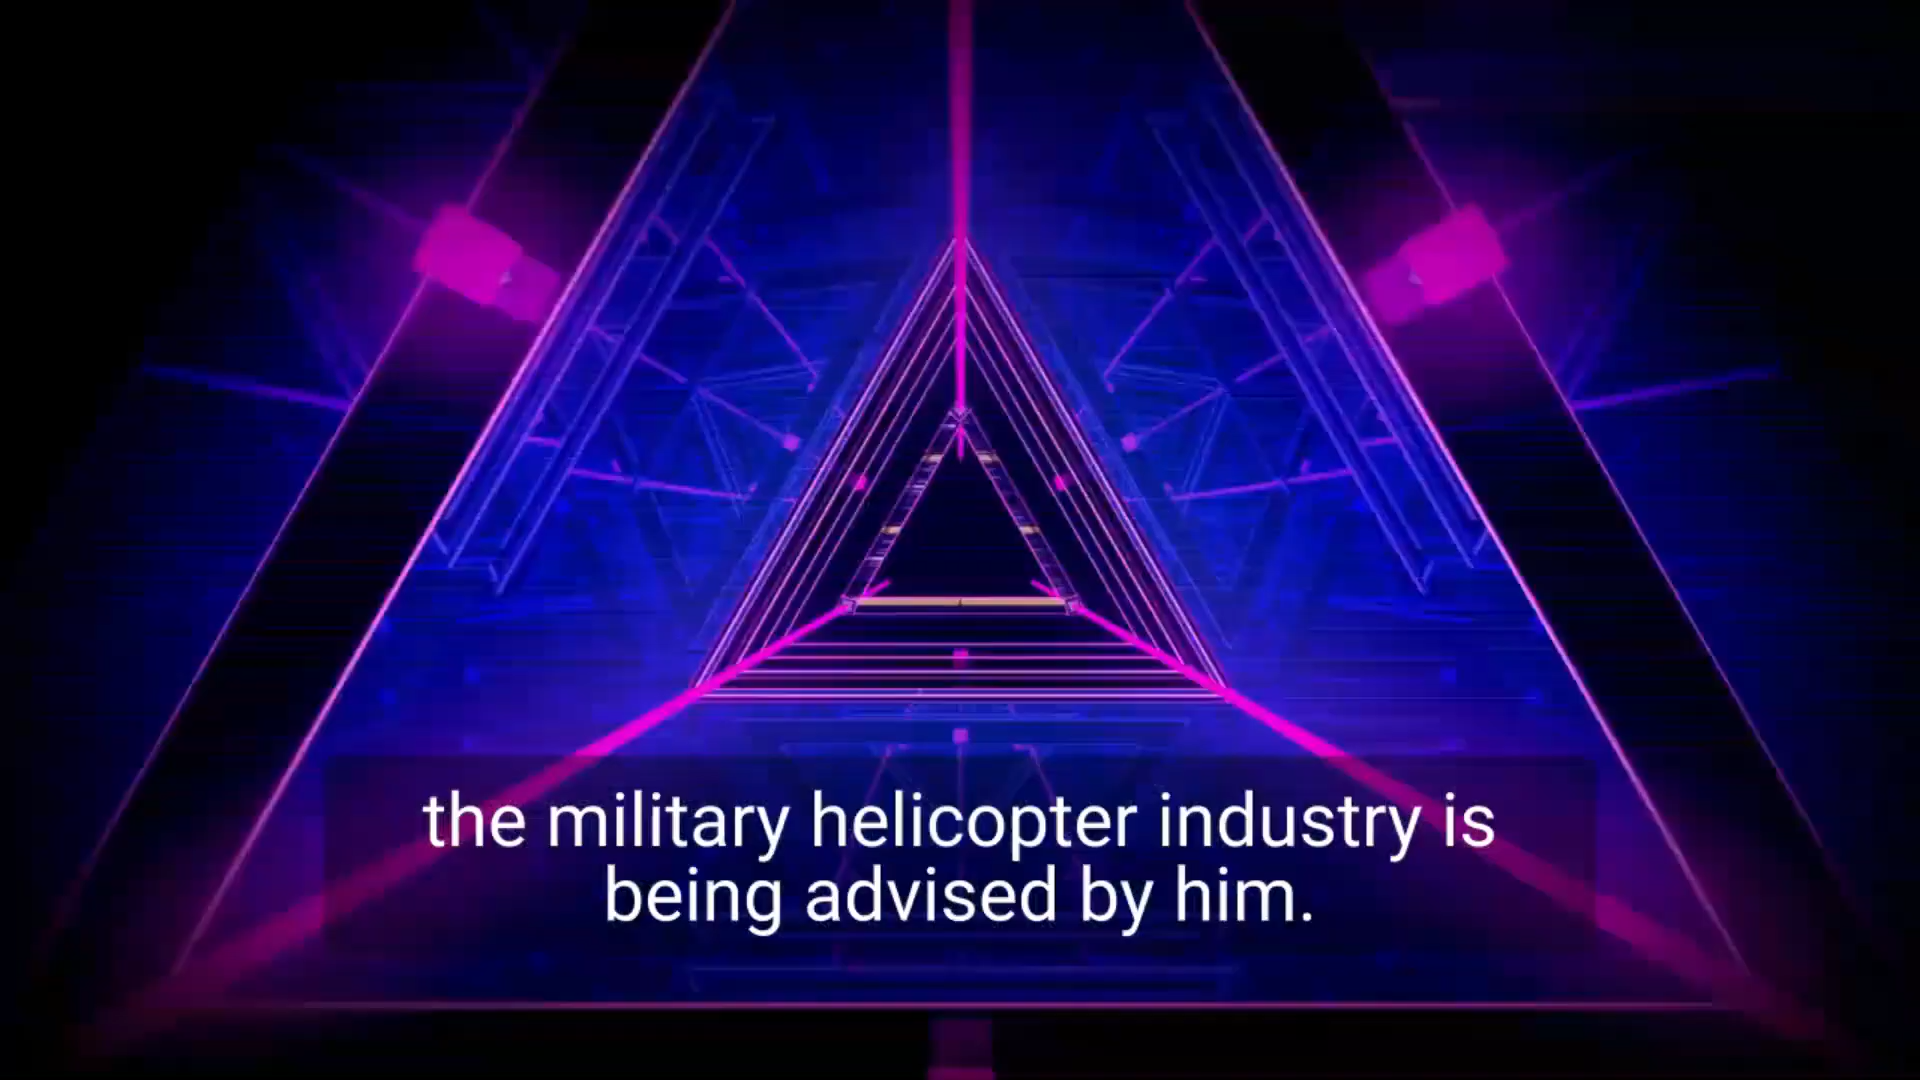 the military helicopter industry is
being advised by him.